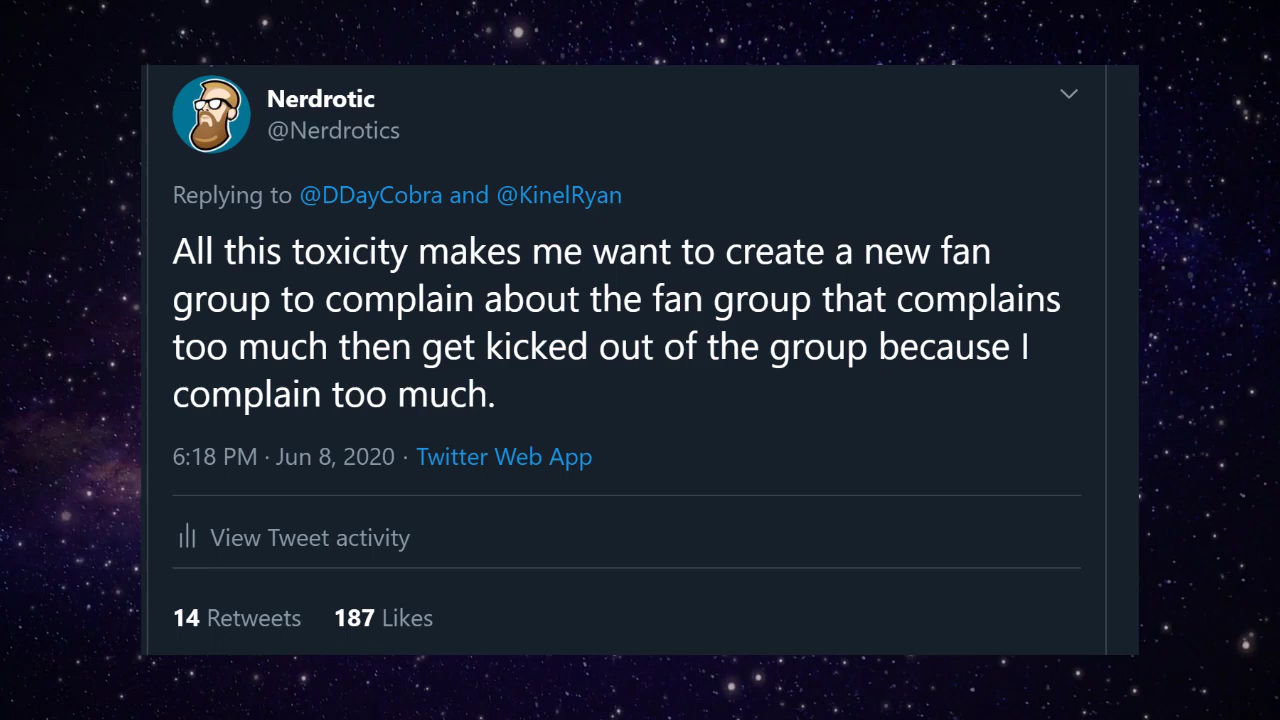 Nerdrotic
@Nerdrotics
Replying to @DDayCobra and @KinelRyan
All this toxicity makes me want to create a new fan
group to complain about the fan group that complains
too much then get kicked out of the group because I
complain too much.
6:18 PM · Jun 8, 2020 · Twitter Web App
View Tweet activity
14 Retweets 187 Likes